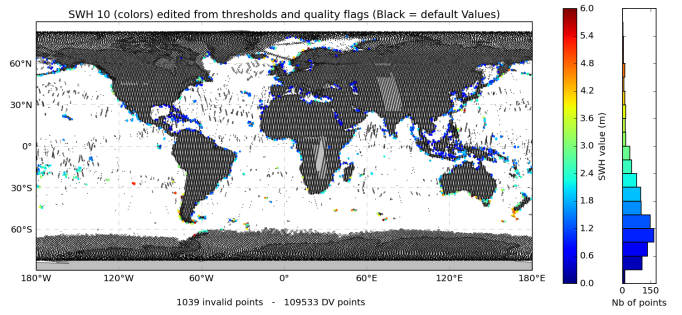 SWH 10 (colors) edited from thresholds and quality flags (Black = default Values)
60°N
30°N
0°
30°S
60°S
180°W
120°W
60°W
0°
60°E
120°E
180°E
1039 invalid points - 109533 DV points
6.0
5.4
4.8
4.2
3.6
3.0
2.4
1.8
1.2
0.6
0.0
SWH value (m)
0
150
Nb of points